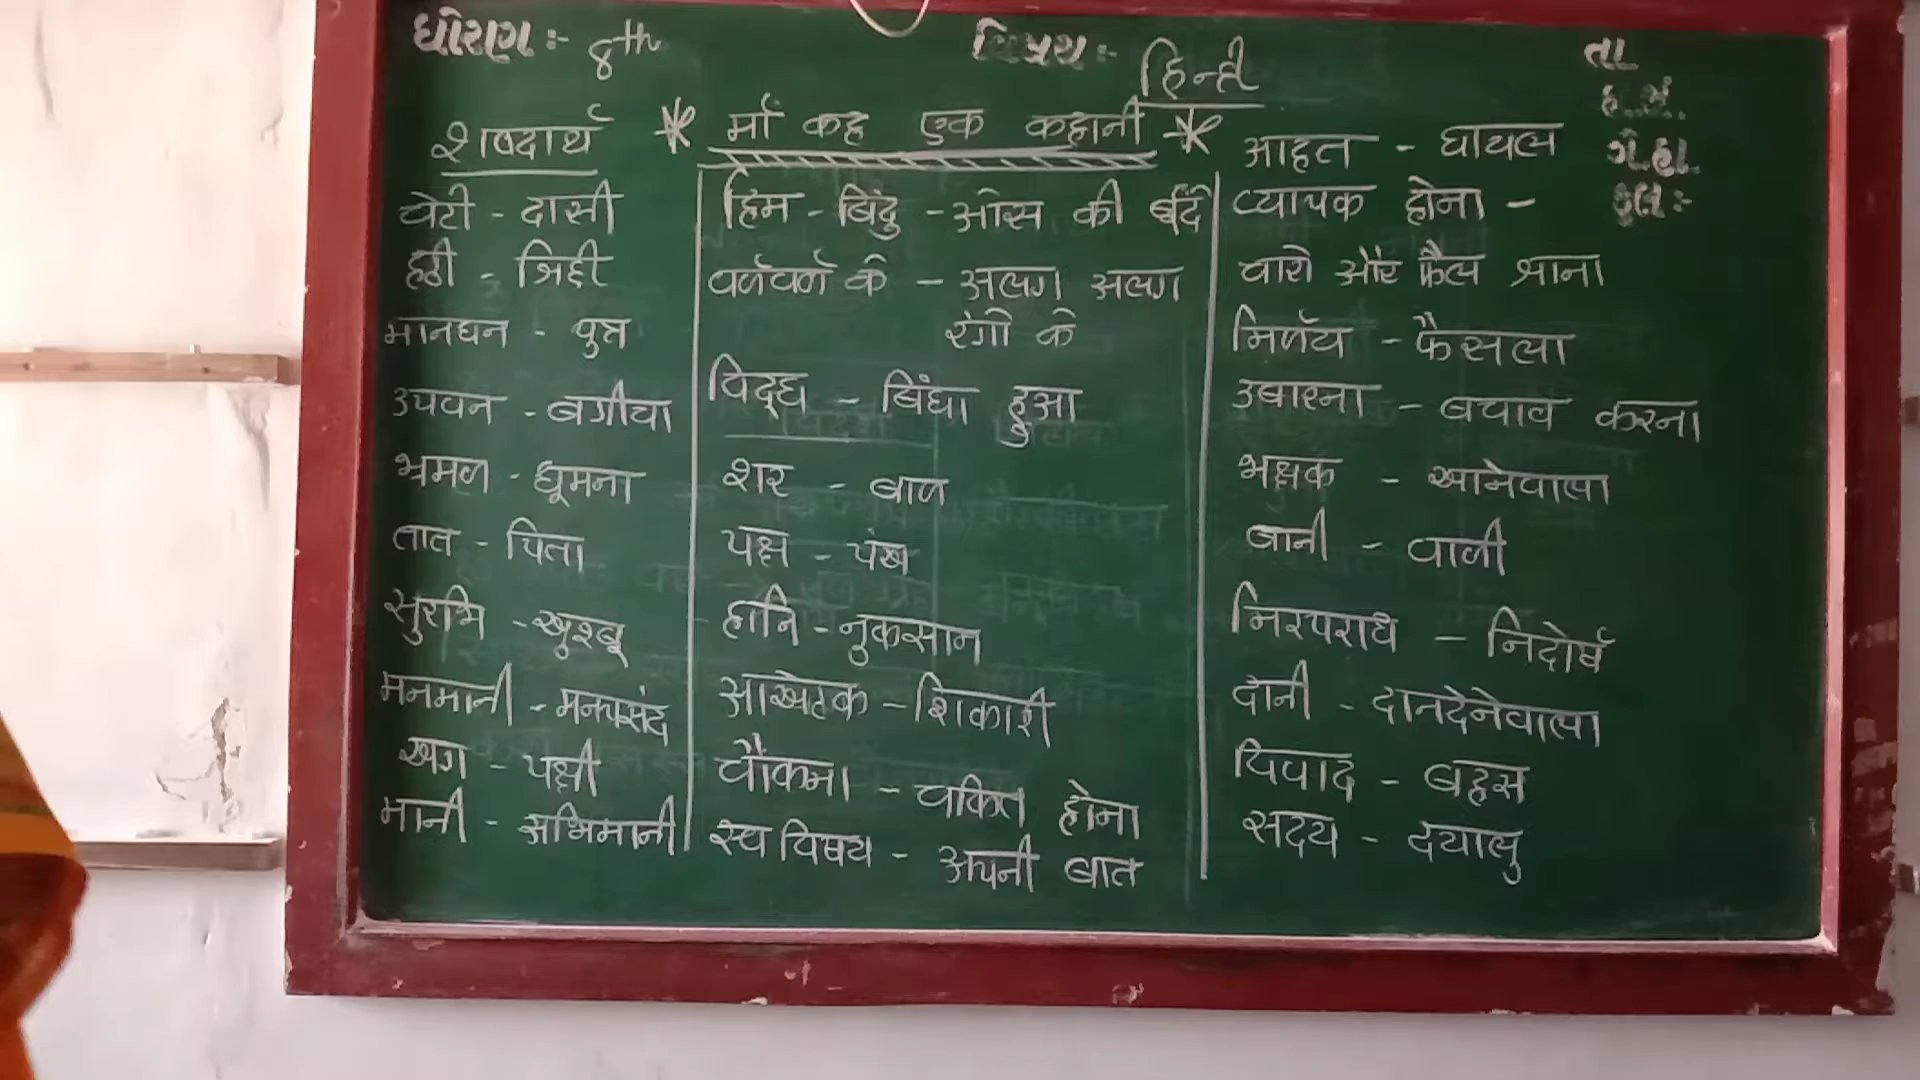 ધોરણ :- 8th
વિષય :- हिन्दी
તા.
હ.સં.
ગે.હા.
કુલ :-
शब्दार्थ
* माँ कह एक कहानी *
चेटी - दासी
हठी - जिद्दी
मानधन - पुत्र
उपवन - बगीचा
भ्रमण - घूमना
तात - पिता
सुरभि - खुश्बू
मनमानी - मनपसंद
खग - पक्षी
मानी - अभिमानी
हिम - बिंदु - ओस की बूंदे
वर्णवर्ण के - अलग अलग
रंगो के
विद्ध - बिंधा हुआ
शर - बाण
पक्ष - पंख
हानि - नुकसान
आखेटक - शिकारी
चौंकना - चकित होना
स्व विषय - अपनी बात
आहत - घायल
व्यापक होना -
चारो और फैल जाना
निर्णय - फैसला
उबारना - बचाव करना
भक्षक - खानेवाला
बानी - वाणी
निरपराध - निर्दोष
दानी - दानदेनेवाला
विवाद - बहस
सदय - दयालु